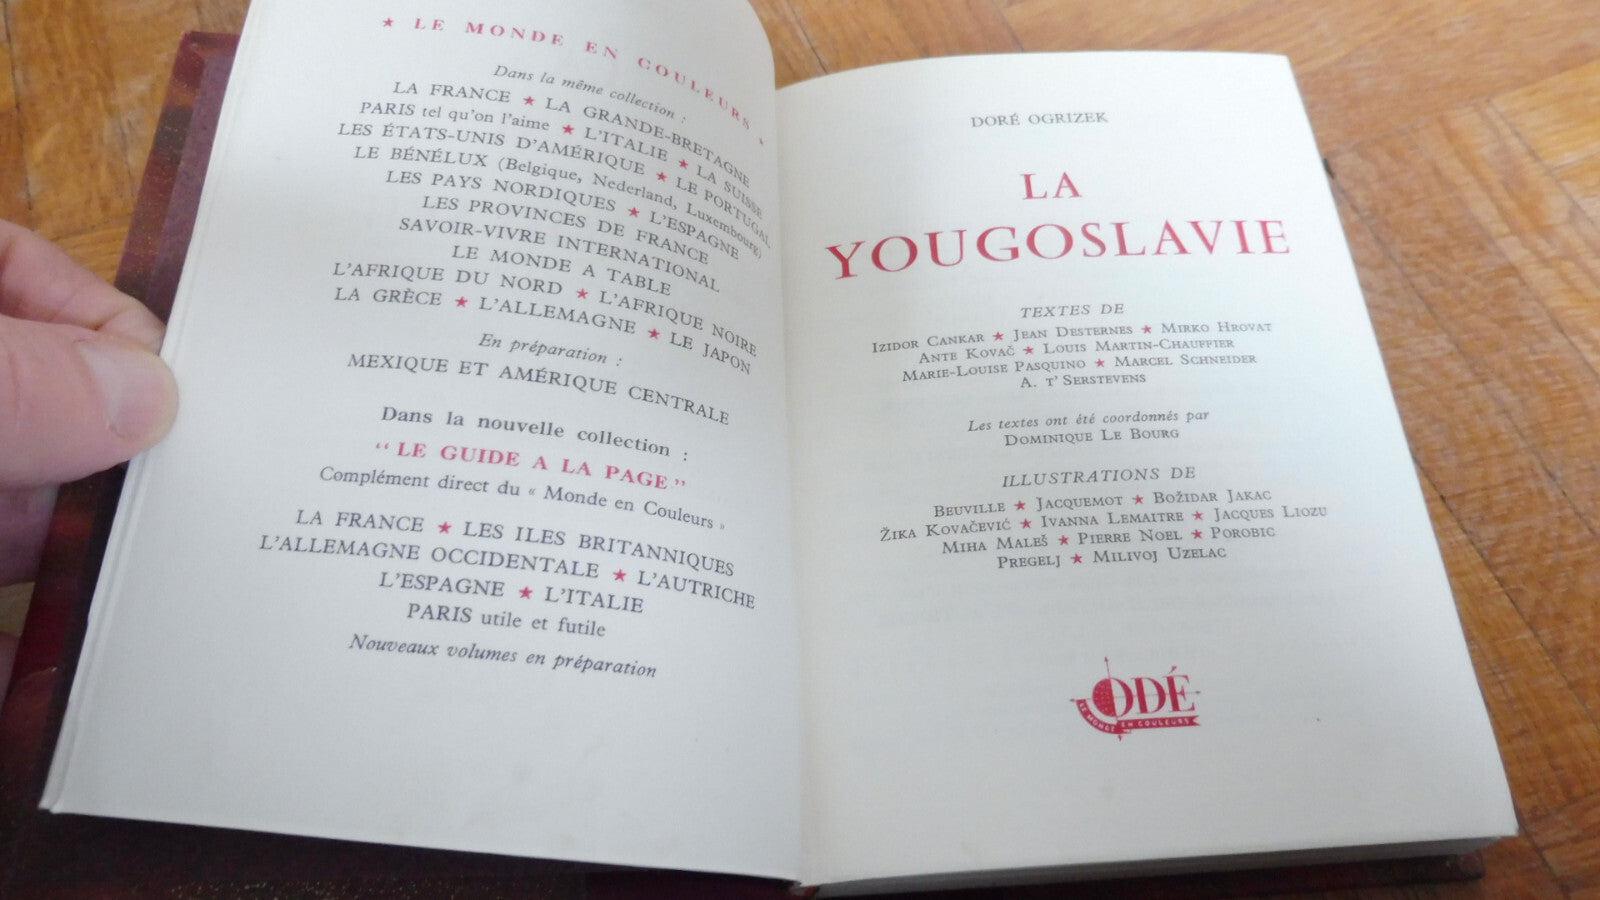 ★ LE MONDE EN COULEURS ★
Dans la même collection :
LA FRANCE ★ LA GRANDE-BRETAGNE
PARIS tel qu'on l'aime ★ L'ITALIE ★ LA SUISSE
LES ÉTATS-UNIS D'AMÉRIQUE ★ LE PORTUGAL
LE BÉNÉLUX (Belgique, Nederland, Luxembourg)
LES PAYS NORDIQUES ★ L'ESPAGNE
LES PROVINCES DE FRANCE
SAVOIR-VIVRE INTERNATIONAL
LE MONDE A TABLE
L'AFRIQUE DU NORD ★ L'AFRIQUE NOIRE
LA GRÈCE ★ L'ALLEMAGNE ★ LE JAPON
En préparation :
MEXIQUE ET AMÉRIQUE CENTRALE
Dans la nouvelle collection :
“ LE GUIDE A LA PAGE ”
Complément direct du « Monde en Couleurs »
LA FRANCE ★ LES ILES BRITANNIQUES
L'ALLEMAGNE OCCIDENTALE ★ L'AUTRICHE
L'ESPAGNE ★ L'ITALIE
PARIS utile et futile
Nouveaux volumes en préparation
DORÉ OGRIZEK
LA
YOUGOSLAVIE
TEXTES DE
IZIDOR CANKAR ★ JEAN DESTERNES ★ MIRKO HROVAT
ANTE KOVAČ ★ LOUIS MARTIN-CHAUFFIER
MARIE-LOUISE PASQUINO ★ MARCEL SCHNEIDER
A. T' SERSTEVENS
Les textes ont été coordonnés par
DOMINIQUE LE BOURG
ILLUSTRATIONS DE
BEUVILLE ★ JACQUEMOT ★ BOŽIDAR JAKAC
ŽIKA KOVAČEVIĆ ★ IVANNA LEMAITRE ★ JACQUES LIOZU
MIHA MALEŠ ★ PIERRE NOEL ★ POROBIC
PREGELJ ★ MILIVOJ UZELAC
ODÉ
LE MONDE EN COULEURS